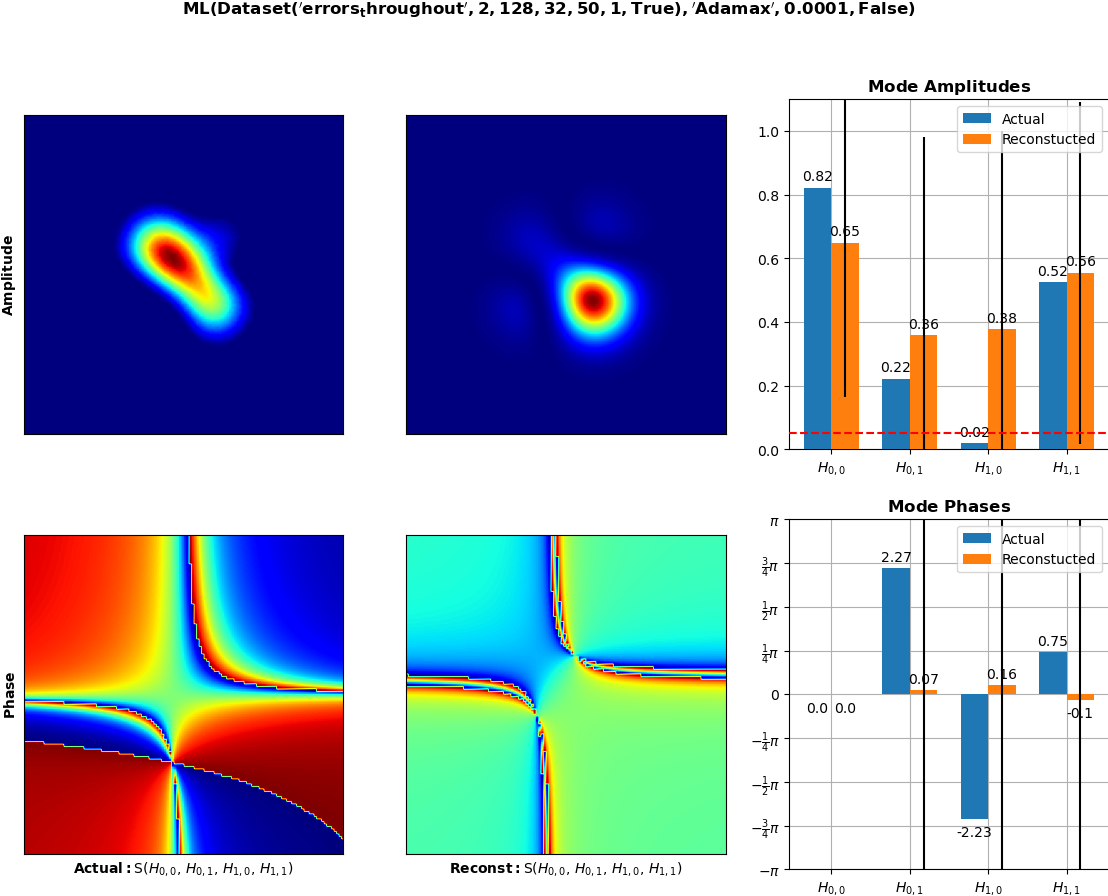 ML(Dataset('errors_throughout', 2, 128, 32, 50, 1, True), 'Adamax', 0.0001, False)
Amplitude
Mode Amplitudes
Actual
Reconstucted
1.0
0.8
0.6
0.4
0.2
0.0
0.82
0.65
0.22
0.36
0.02
0.38
0.52
0.56
H0,0
H0,1
H1,0
H1,1
Phase
Actual: S(H0,0, H0,1, H1,0, H1,1)
Reconst: S(H0,0, H0,1, H1,0, H1,1)
Mode Phases
Actual
Reconstucted
π
3/4π
1/2π
1/4π
0
−1/4π
−1/2π
−3/4π
−π
0.0
0.0
2.27
0.07
-2.23
0.16
0.75
-0.1
H0,0
H0,1
H1,0
H1,1